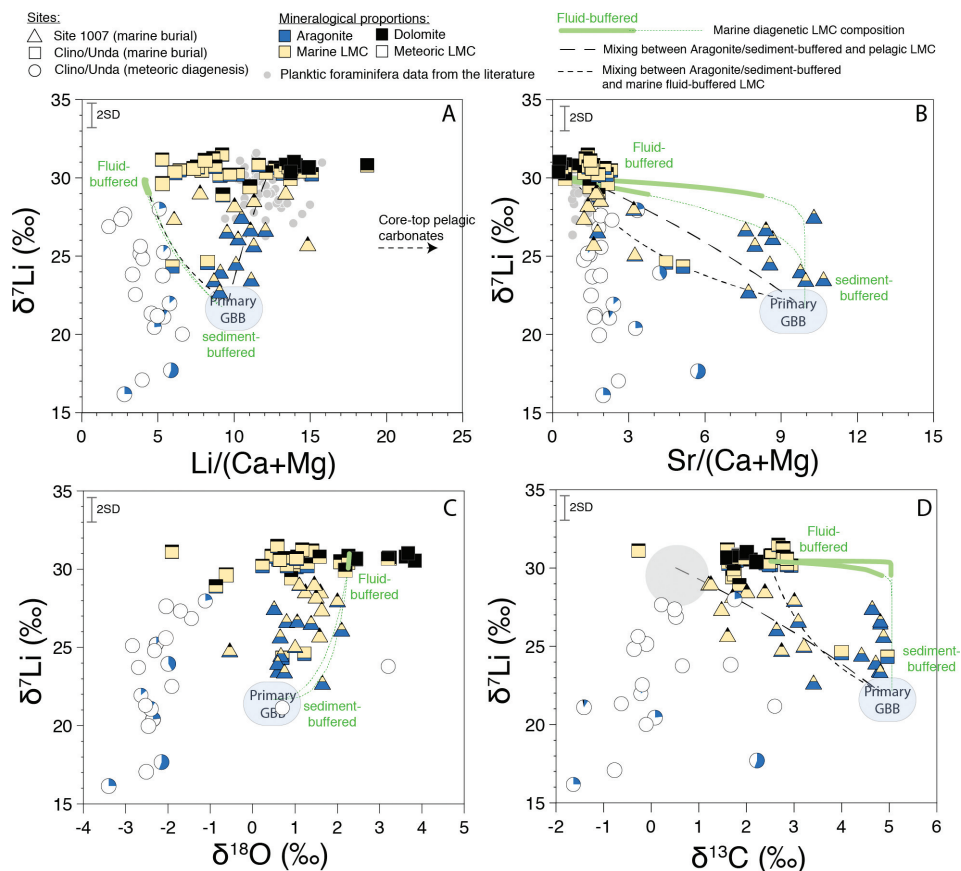 Sites:
Site 1007 (marine burial)
Clino/Unda (marine burial)
Clino/Unda (meteoric diagenesis)
Mineralogical proportions:
Aragonite
Dolomite
Marine LMC
Meteoric LMC
Planktic foraminifera data from the literature
Fluid-buffered
Marine diagenetic LMC composition
Mixing between Aragonite/sediment-buffered and pelagic LMC
Mixing between Aragonite/sediment-buffered
and marine fluid-buffered LMC
A
2SD
35
30
25
20
15
δ⁷Li (‰)
Fluid-
buffered
Core-top pelagic
carbonates
Primary
GBB
sediment-
buffered
0 5 10 15 20 25
Li/(Ca+Mg)
B
2SD
35
30
25
20
15
δ⁷Li (‰)
Fluid-
buffered
sediment-
buffered
Primary
GBB
0 3 6 9 12 15
Sr/(Ca+Mg)
C
2SD
35
30
25
20
15
δ⁷Li (‰)
Fluid-
buffered
Primary
GBB
sediment-
buffered
-4 -3 -2 -1 0 1 2 3 4 5
δ¹⁸O (‰)
D
2SD
35
30
25
20
15
δ⁷Li (‰)
Fluid-
buffered
sediment-
buffered
Primary
GBB
-2 -1 0 1 2 3 4 5 6
δ¹³C (‰)